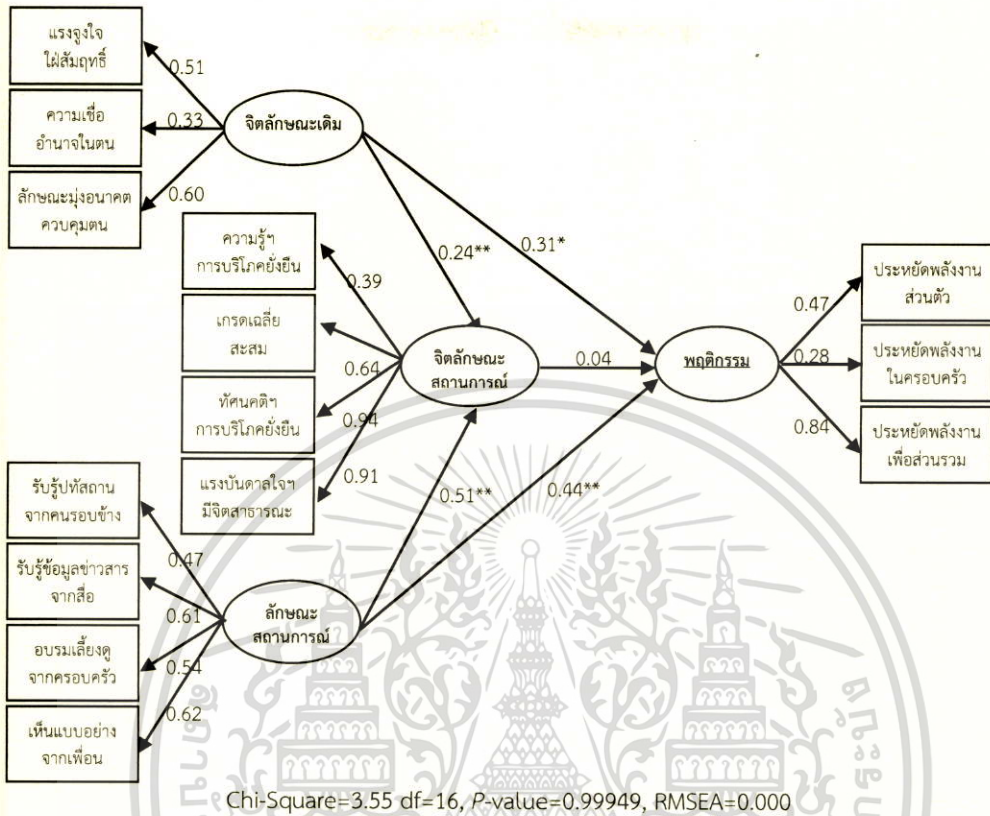 แรงจูงใจ
ใฝ่สัมฤทธิ์
0.51
ความเชื่อ
อำนาจในตน
0.33
จิตลักษณะเดิม
ลักษณะมุ่งอนาคต
ควบคุมตน
0.60
ความรู้ฯ
การบริโภคยั่งยืน
0.39
0.24**
0.31*
เกรดเฉลี่ย
สะสม
0.64
จิตลักษณะ
สถานการณ์
0.04
พฤติกรรม
0.47
ประหยัดพลังงาน
ส่วนตัว
0.28
ประหยัดพลังงาน
ในครอบครัว
0.84
ประหยัดพลังงาน
เพื่อส่วนรวม
ทัศนคติฯ
การบริโภคยั่งยืน
0.94
แรงบันดาลใจฯ
มีจิตสาธารณะ
0.91
0.51**
0.44**
รับรู้ปทัสถาน
จากคนรอบข้าง
0.47
รับรู้ข้อมูลข่าวสาร
จากสื่อ
0.61
ลักษณะ
สถานการณ์
อบรมเลี้ยงดู
จากครอบครัว
0.54
เห็นแบบอย่าง
จากเพื่อน
0.62
Chi-Square=3.55 df=16, P-value=0.99949, RMSEA=0.000